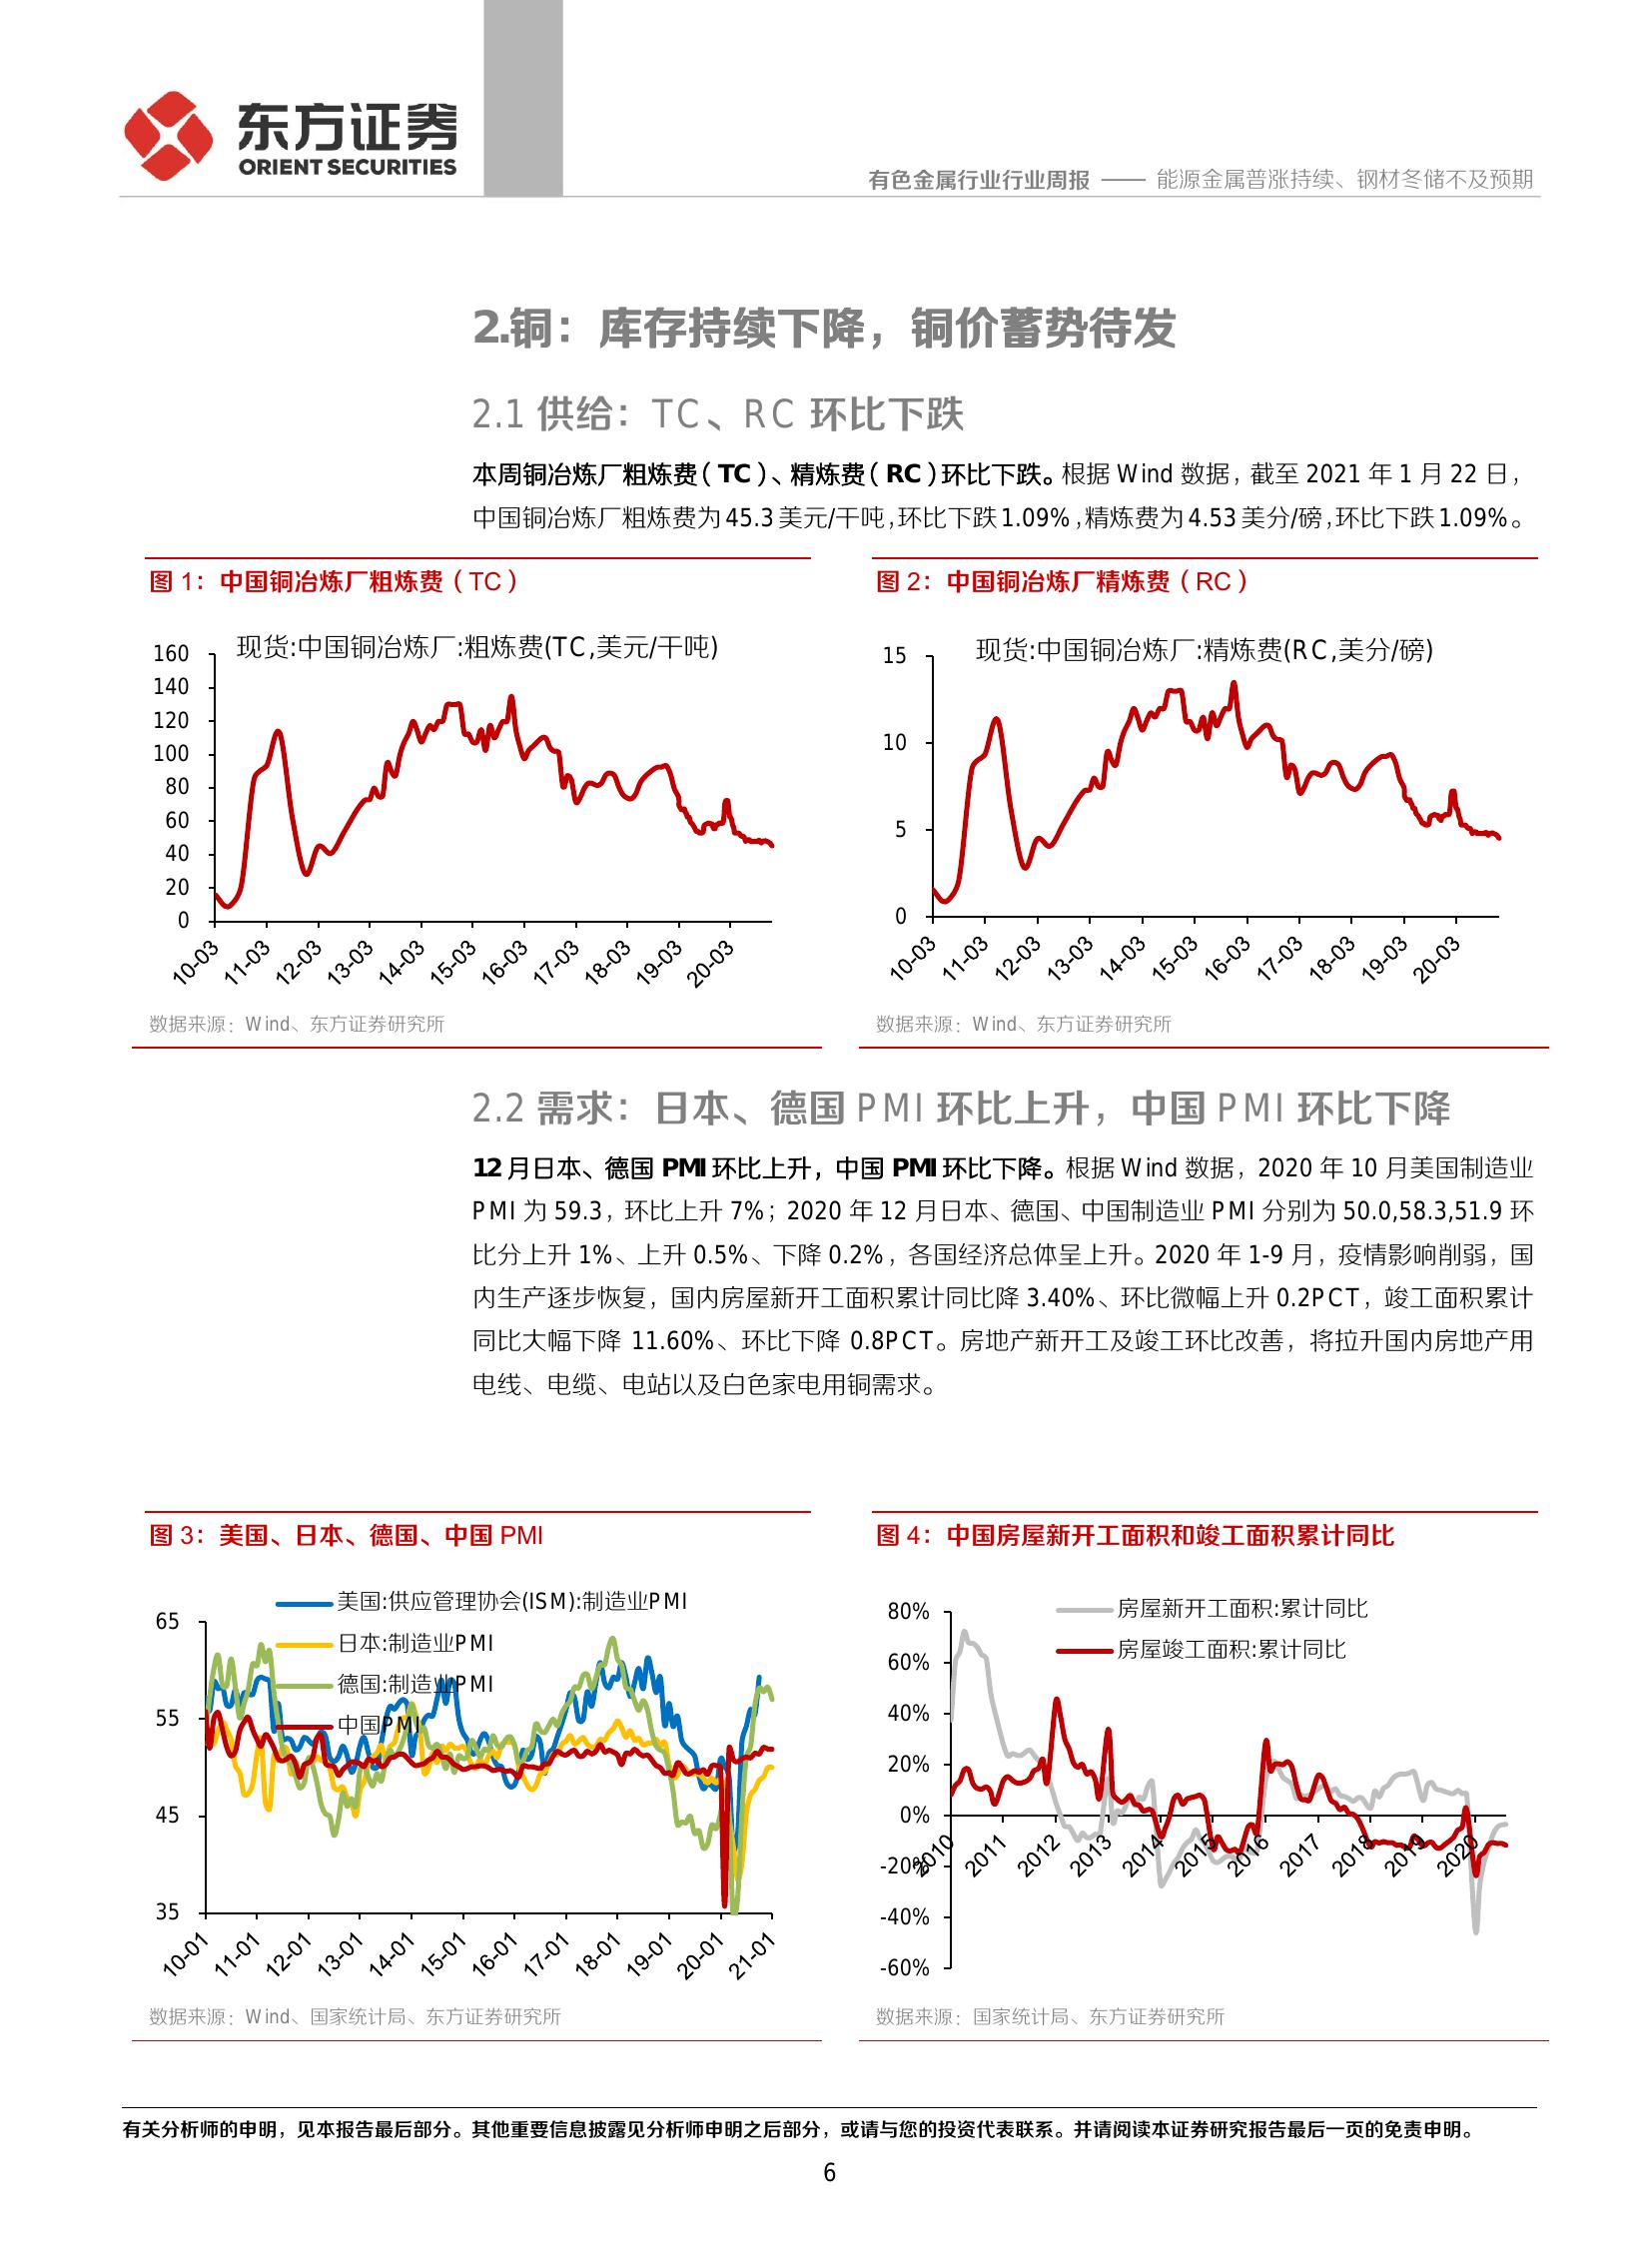 东方证券
ORIENT SECURITIES
有色金属行业行业周报 —— 能源金属普涨持续、钢材冬储不及预期
2.铜：库存持续下降，铜价蓄势待发
2.1 供给：TC、RC 环比下跌
本周铜冶炼厂粗炼费（TC）、精炼费（RC）环比下跌。根据 Wind 数据，截至 2021 年 1 月 22 日，
中国铜冶炼厂粗炼费为 45.3 美元/干吨，环比下跌 1.09%，精炼费为 4.53 美分/磅，环比下跌 1.09%。
图 1：中国铜冶炼厂粗炼费（TC）
现货:中国铜冶炼厂:粗炼费(TC,美元/干吨)
160
140
120
100
80
60
40
20
0
10-03
11-03
12-03
13-03
14-03
15-03
16-03
17-03
18-03
19-03
20-03
数据来源：Wind、东方证券研究所
图 2：中国铜冶炼厂精炼费（RC）
现货:中国铜冶炼厂:精炼费(RC,美分/磅)
15
10
5
0
10-03
11-03
12-03
13-03
14-03
15-03
16-03
17-03
18-03
19-03
20-03
数据来源：Wind、东方证券研究所
2.2 需求：日本、德国 PMI 环比上升，中国 PMI 环比下降
12 月日本、德国 PMI 环比上升，中国 PMI 环比下降。根据 Wind 数据，2020 年 10 月美国制造业
PMI 为 59.3，环比上升 7%；2020 年 12 月日本、德国、中国制造业 PMI 分别为 50.0,58.3,51.9 环
比分上升 1%、上升 0.5%、下降 0.2%，各国经济总体呈上升。2020 年 1-9 月，疫情影响削弱，国
内生产逐步恢复，国内房屋新开工面积累计同比降 3.40%、环比微幅上升 0.2PCT，竣工面积累计
同比大幅下降 11.60%、环比下降 0.8PCT。房地产新开工及竣工环比改善，将拉升国内房地产用
电线、电缆、电站以及白色家电用铜需求。
图 3：美国、日本、德国、中国 PMI
美国:供应管理协会(ISM):制造业PMI
日本:制造业PMI
德国:制造业PMI
中国PMI
65
55
45
35
10-01
11-01
12-01
13-01
14-01
15-01
16-01
17-01
18-01
19-01
20-01
21-01
数据来源：Wind、国家统计局、东方证券研究所
图 4：中国房屋新开工面积和竣工面积累计同比
房屋新开工面积:累计同比
房屋竣工面积:累计同比
80%
60%
40%
20%
0%
-20%
-40%
-60%
2010
2011
2012
2013
2014
2015
2016
2017
2018
2019
2020
数据来源：国家统计局、东方证券研究所
有关分析师的申明，见本报告最后部分。其他重要信息披露见分析师申明之后部分，或请与您的投资代表联系。并请阅读本证券研究报告最后一页的免责申明。
6